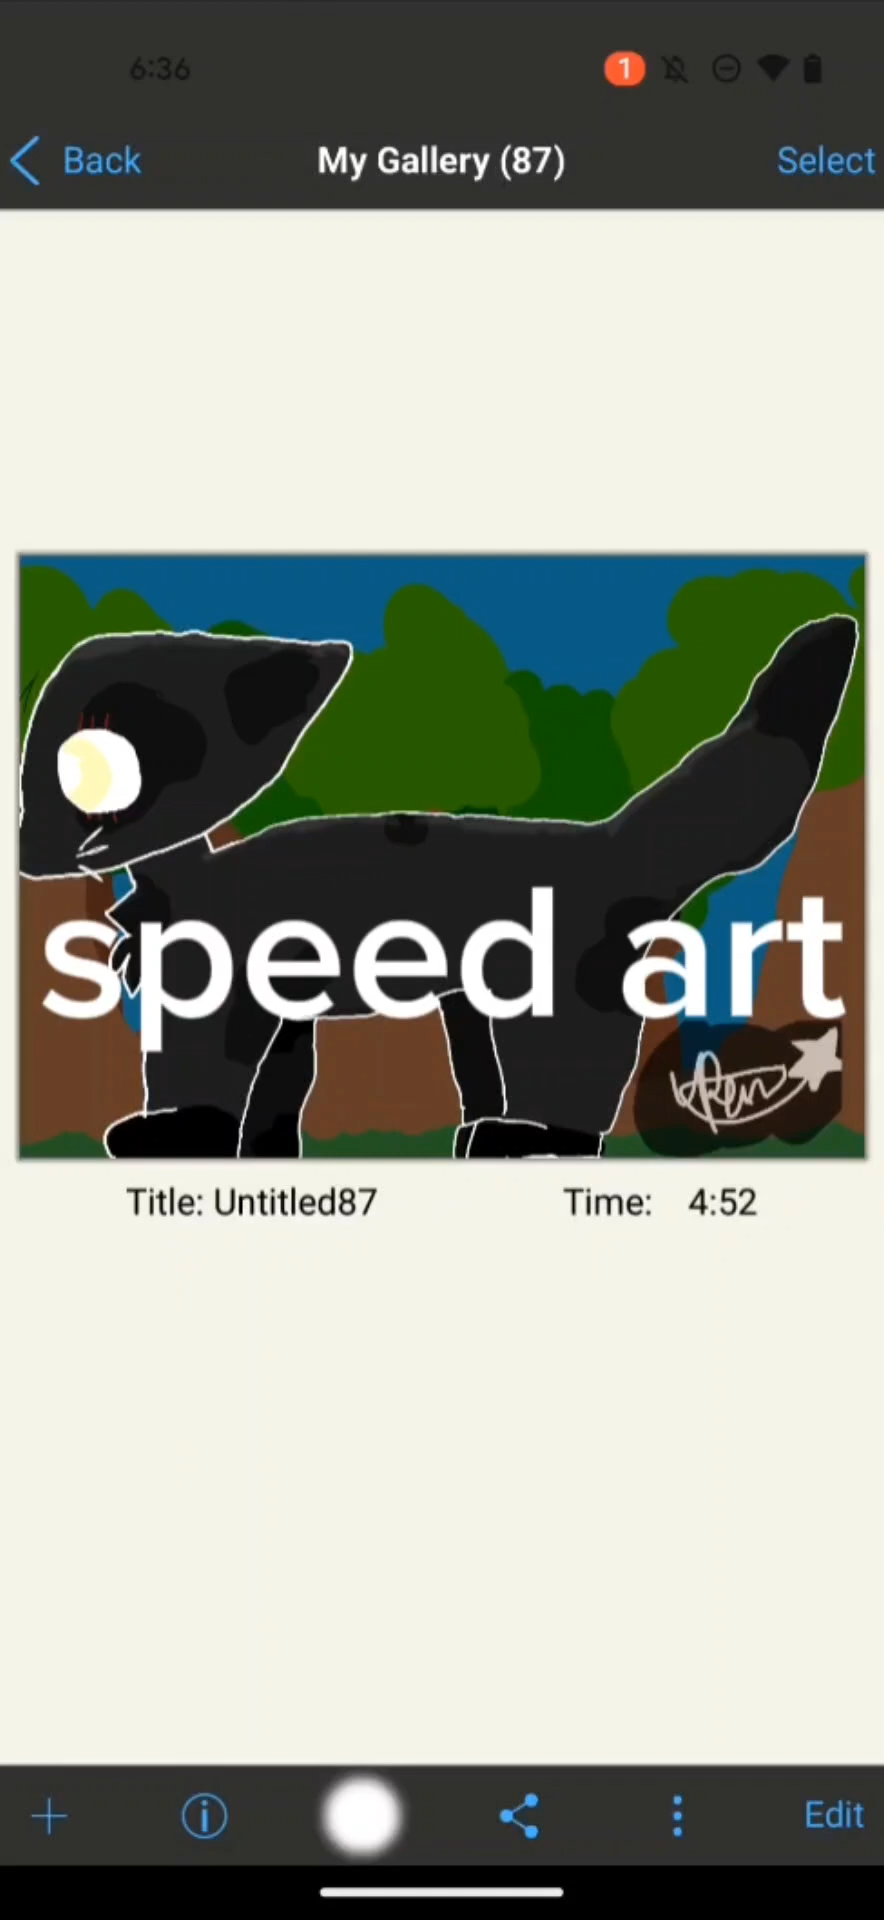 6:36
1
Back
My Gallery (87)
Select
speed art
Title: Untitled87
Time: 4:52
Edit